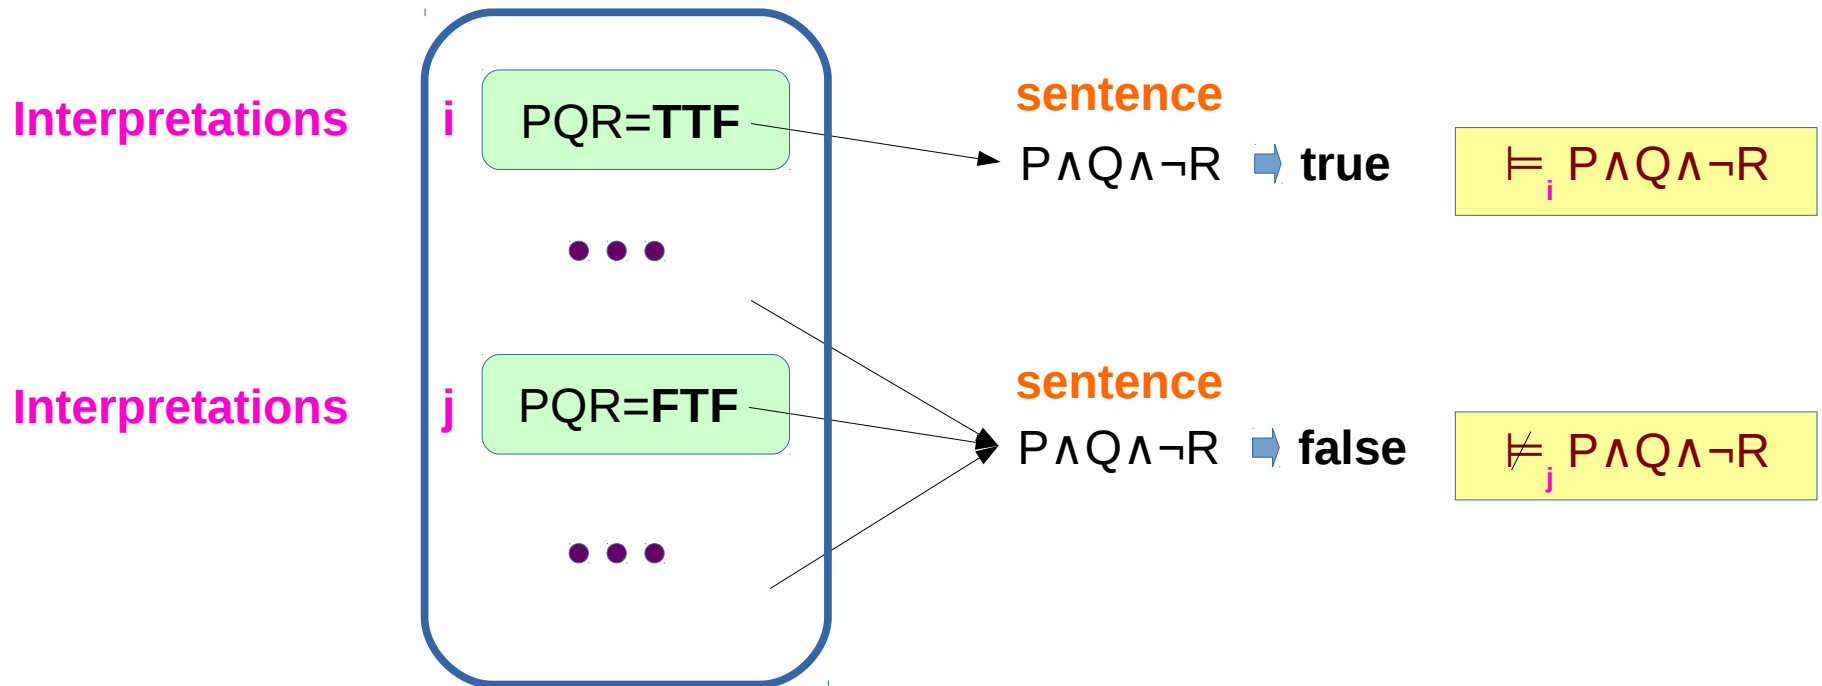 sentence
Interpretations i PQR=TTF
P∧Q∧¬R true ⊨i P∧Q∧¬R
sentence
Interpretations j PQR=FTF
P∧Q∧¬R false ⊭j P∧Q∧¬R